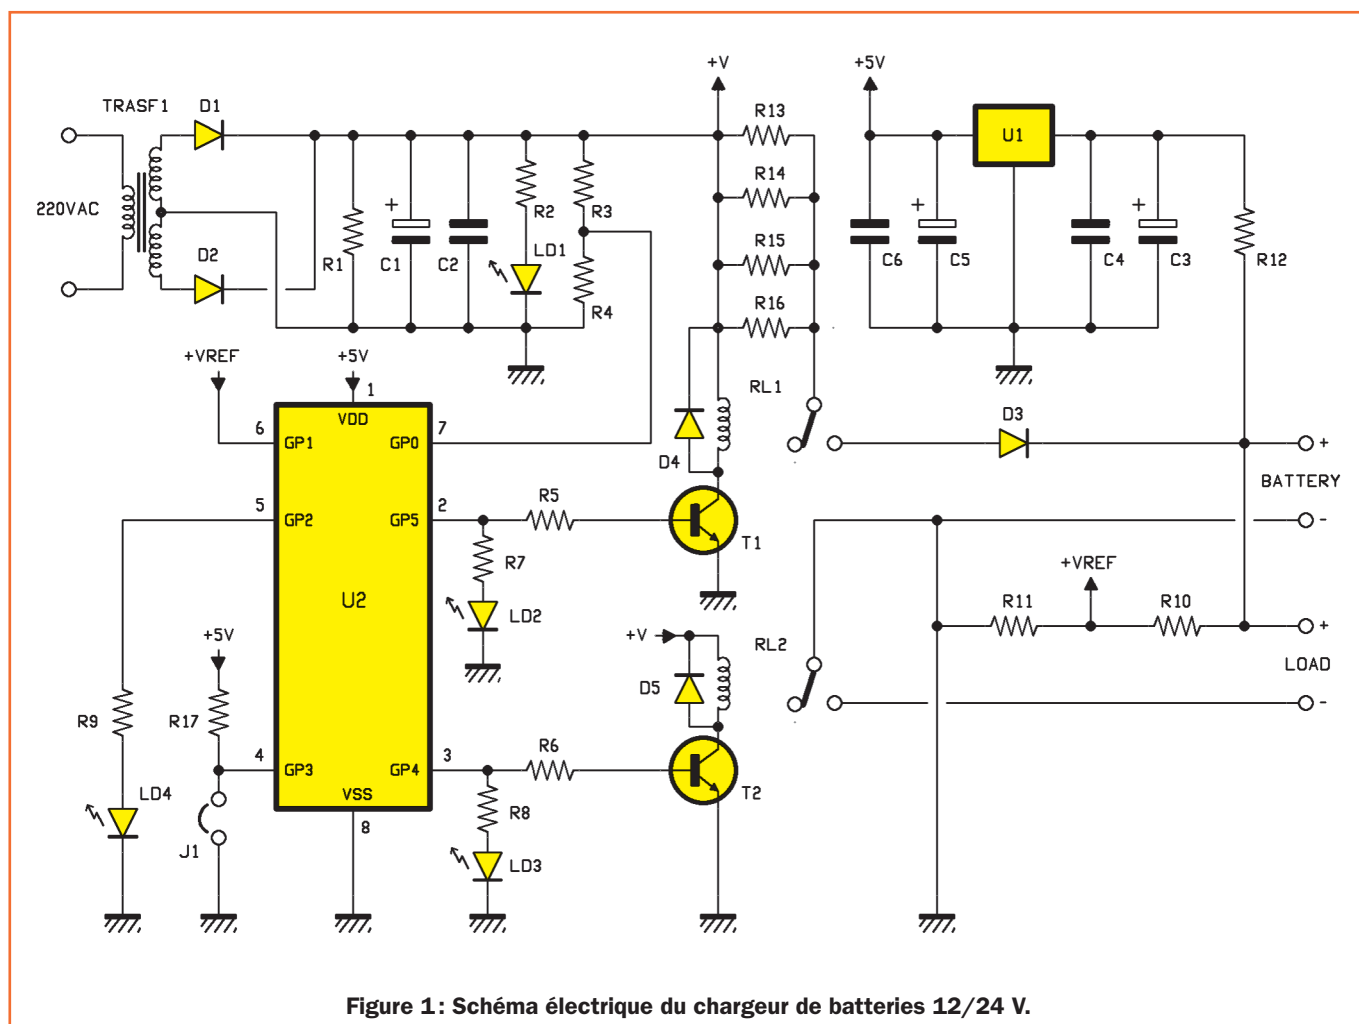 +V
+5V
TRASF1
D1
R13
U1
R14
220VAC
R2
R3
R15
D2
R1
C1
C2
LD1
C6
C5
C4
C3
R12
R16
R4
+VREF
+5V
RL1
1
VDD
6
GP1
GP0
7
D3
+
D4
BATTERY
5
GP2
GP5
2
R5
-
T1
R7
+VREF
U2
LD2
R11
R10
+5V
+V
RL2
+
LOAD
D5
R9
R17
-
4
GP3
GP4
3
R6
LD4
VSS
T2
R8
8
J1
LD3
+
+
+
Figure 1: Schéma électrique du chargeur de batteries 12/24 V.